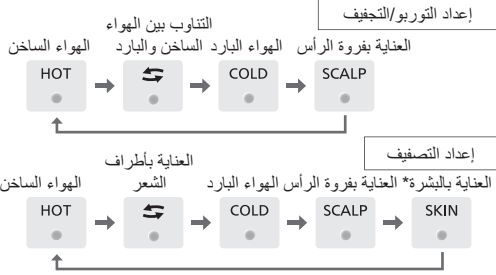 إعداد التوربو/التجفيف
التناوب بين الهواء
العناية بفروة الرأس الهواء البارد الساخن والبارد الهواء الساخن
HOT COLD SCALP
إعداد التصفيف
العناية بأطراف
العناية بالبشرة* العناية بفروة الرأس الهواء البارد الشعر الهواء الساخن
HOT COLD SCALP SKIN